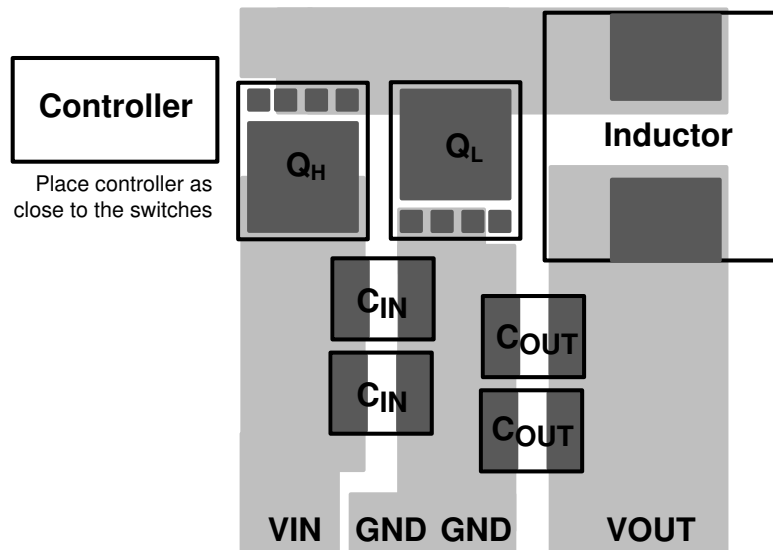 Controller
Inductor
Place controller as
close to the switches
QH
QL
CIN
COUT
CIN
COUT
VIN GND GND VOUT